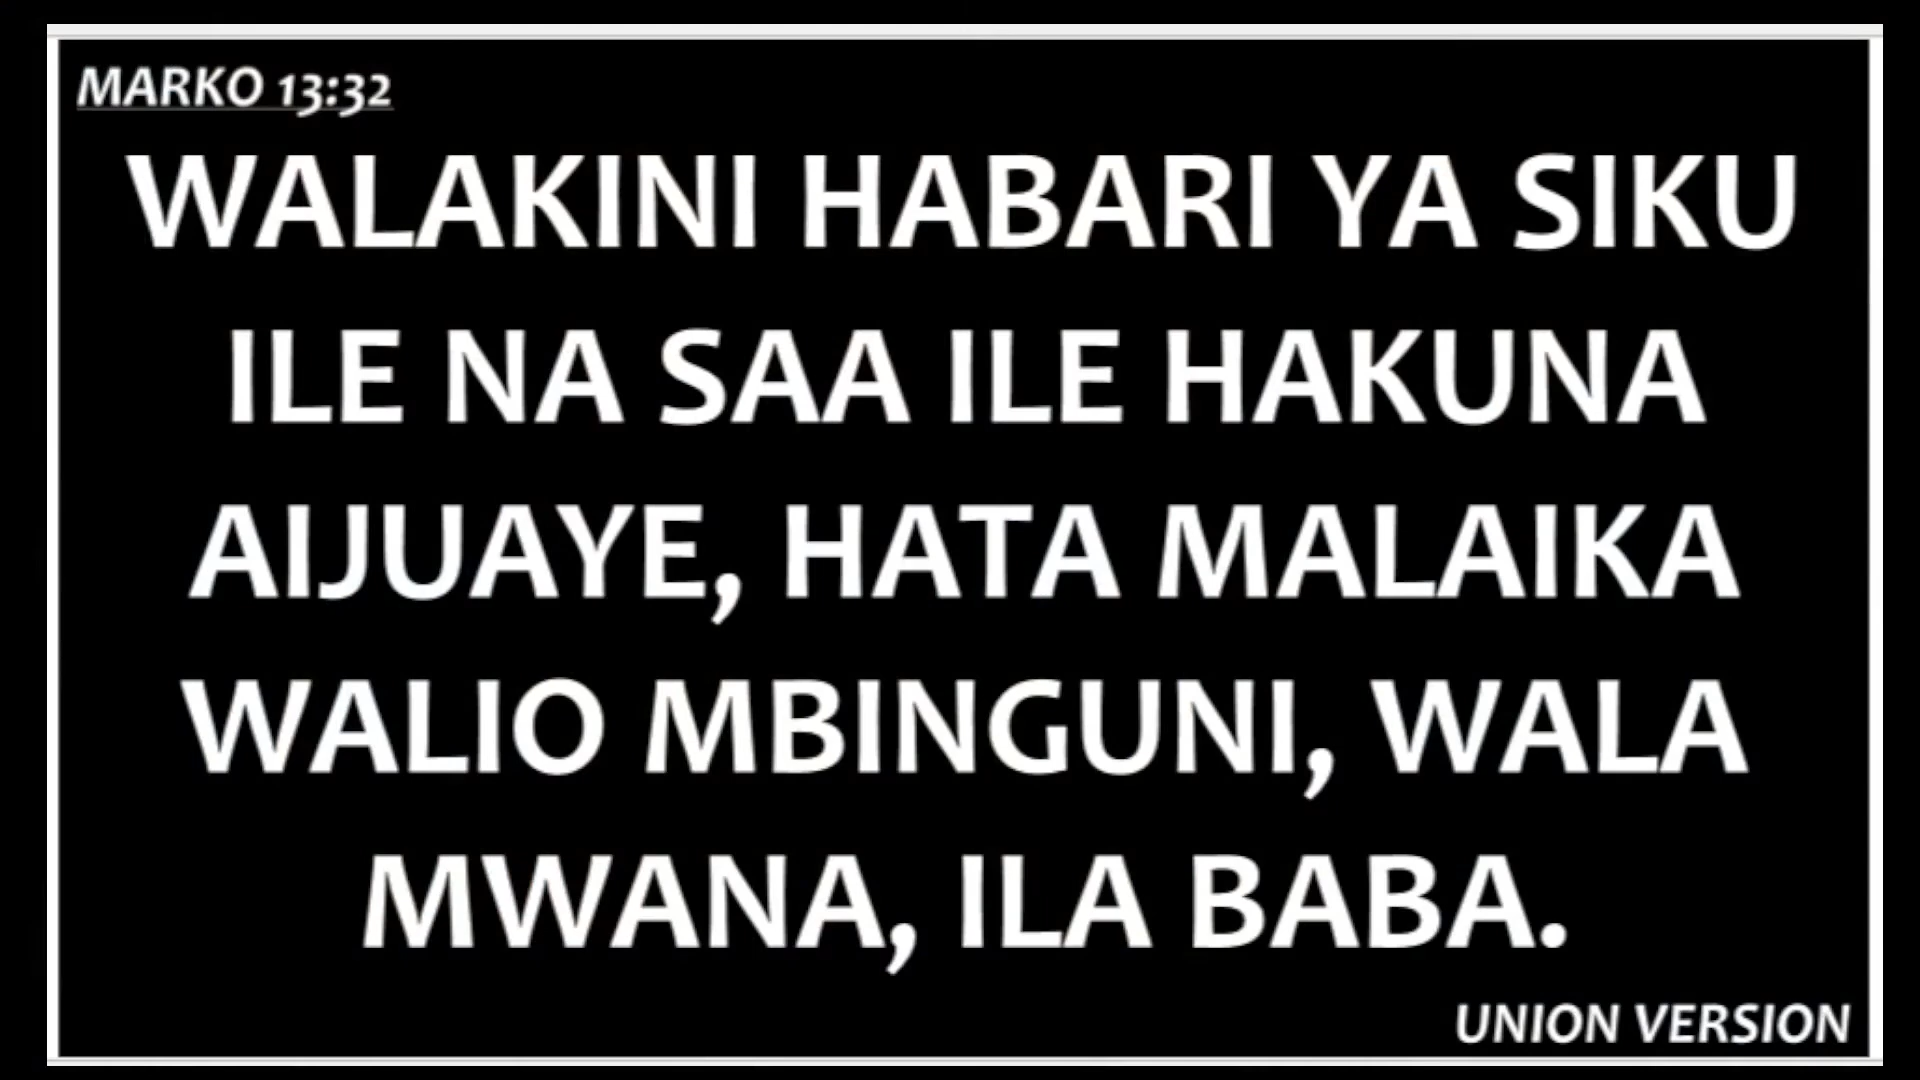 MARKO 13:32
WALAKINI HABARI YA SIKU
ILE NA SAA ILE HAKUNA
AIJUAYE, HATA MALAIKA
WALIO MBINGUNI, WALA
MWANA, ILA BABA.
UNION VERSION